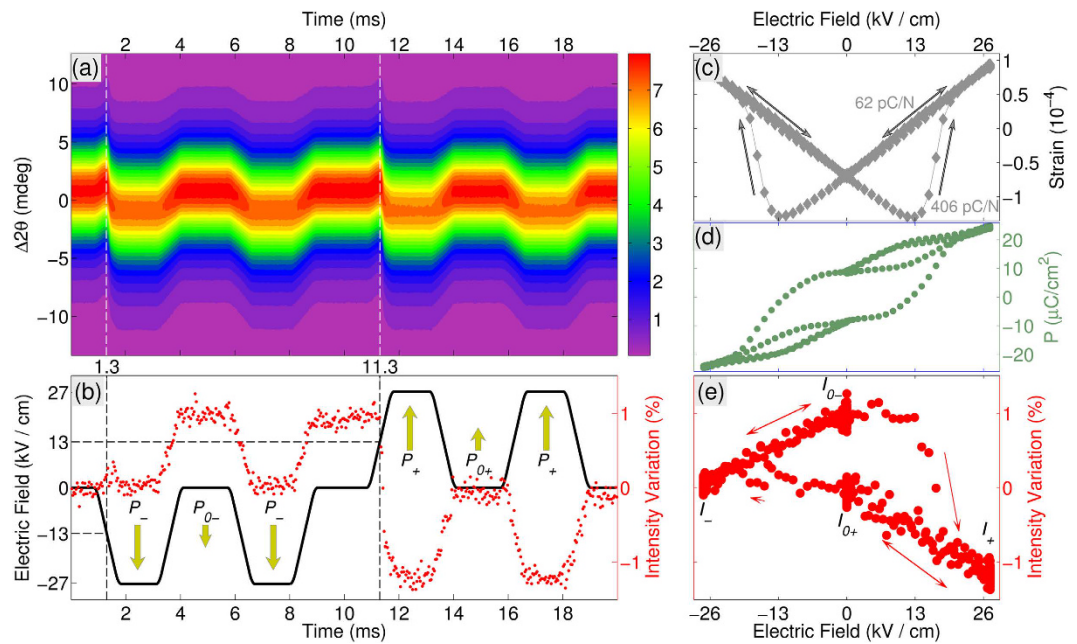 Time (ms)
2 4 6 8 10 12 14 16 18
(a)
10
5
0
−5
−10
Δ2θ (mdeg)
7
6
5
4
3
2
1
1.3 11.3
(b)
27
13
0
−13
−27
Electric Field (kV / cm)
P− P0− P− P+ P0+ P+
1
0
−1
Intensity Variation (%)
2 4 6 8 10 12 14 16 18
Time (ms)
Electric Field (kV / cm)
−26 −13 0 13 26
(c)
62 pC/N
406 pC/N
1
0.5
0
−0.5
−1
Strain (10⁻⁴)
(d)
20
10
0
−10
−20
P (μC/cm²)
(e)
I0−
I−
I0+
I+
1
0
−1
Intensity Variation (%)
−26 −13 0 13 26
Electric Field (kV / cm)